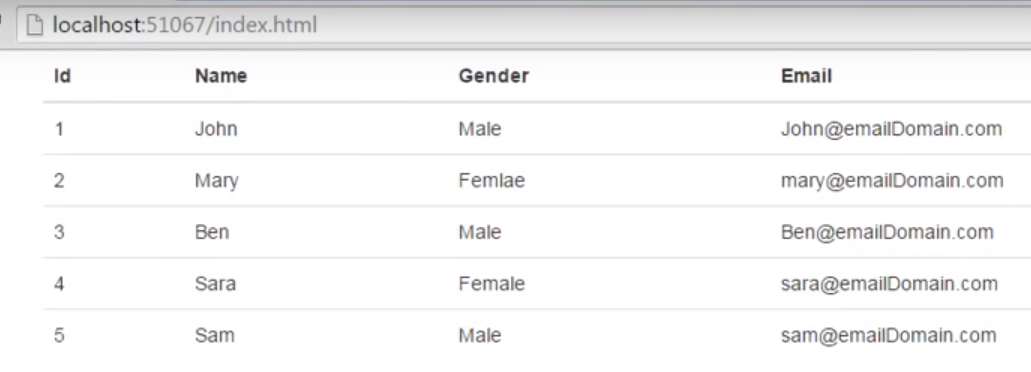 localhost:51067/index.html
Id Name Gender Email
1 John Male John@emailDomain.com
2 Mary Femlae mary@emailDomain.com
3 Ben Male Ben@emailDomain.com
4 Sara Female sara@emailDomain.com
5 Sam Male sam@emailDomain.com